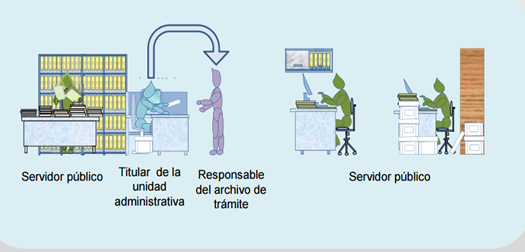 Servidor público
Titular de la
unidad
administrativa
Responsable
del archivo de
trámite
Servidor público